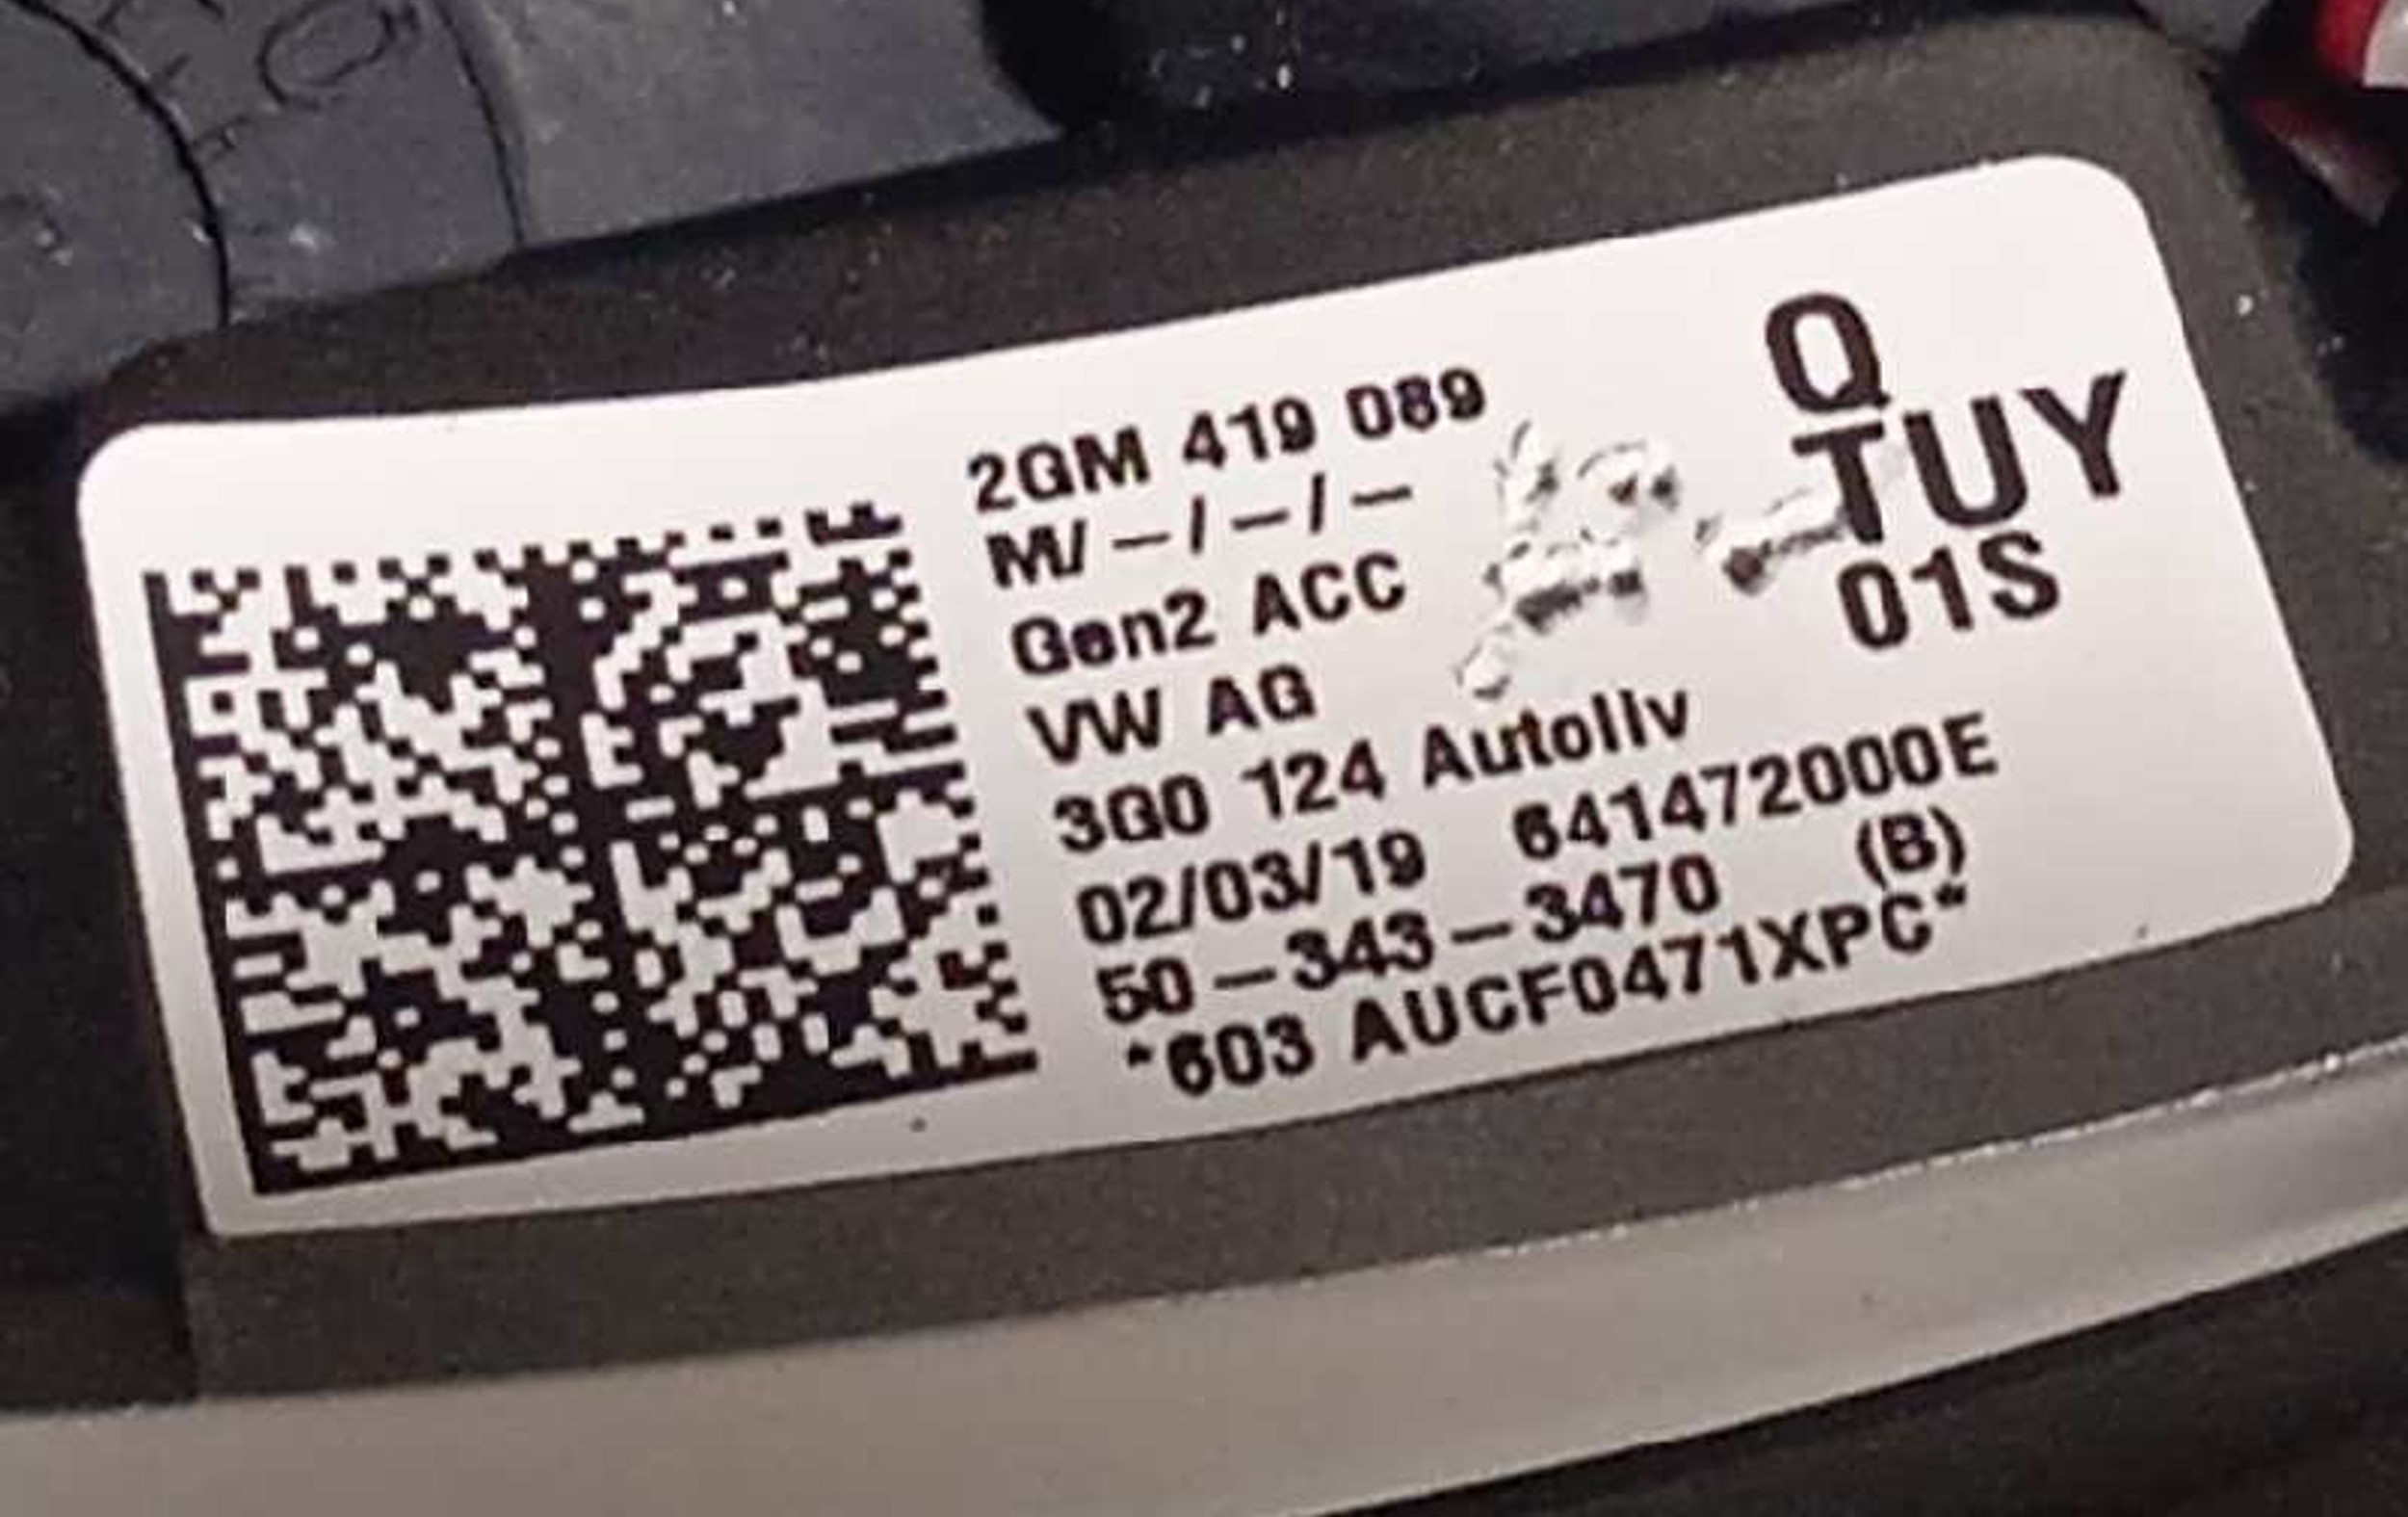 2GM 419 089
M/-/-/-
Gen2 ACC
VW AG
3G0 124 Autoliv
02/03/19 641472000E
50-343-3470 (B)
*603 AUCF0471XPC*
Q
TUY
01S